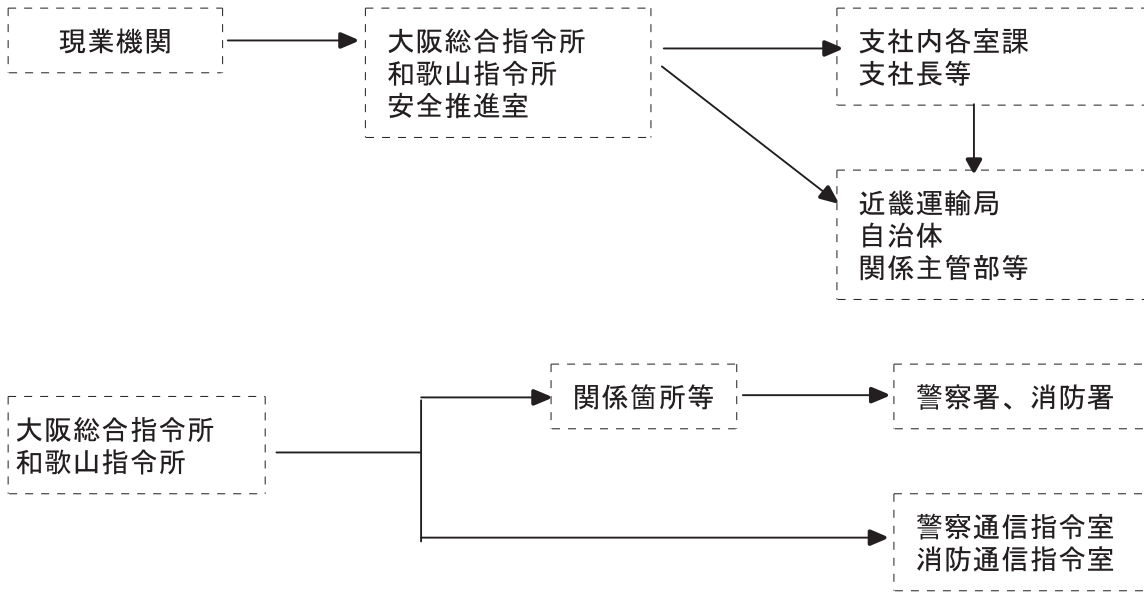 現業機関
大阪総合指令所
和歌山指令所
安全推進室
支社内各室課
支社長等
近畿運輸局
自治体
関係主管部等
大阪総合指令所
和歌山指令所
関係箇所等
警察署、消防署
警察通信指令室
消防通信指令室